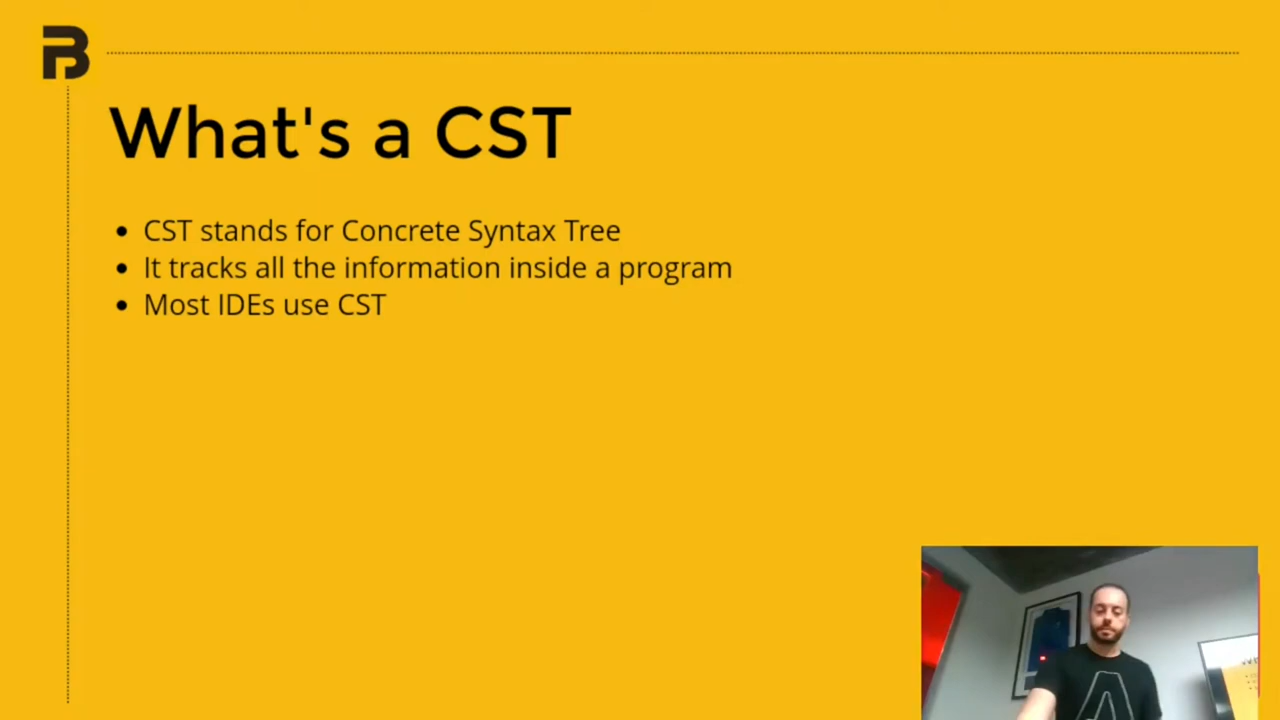 B
What's a CST
CST stands for Concrete Syntax Tree
It tracks all the information inside a program
Most IDEs use CST